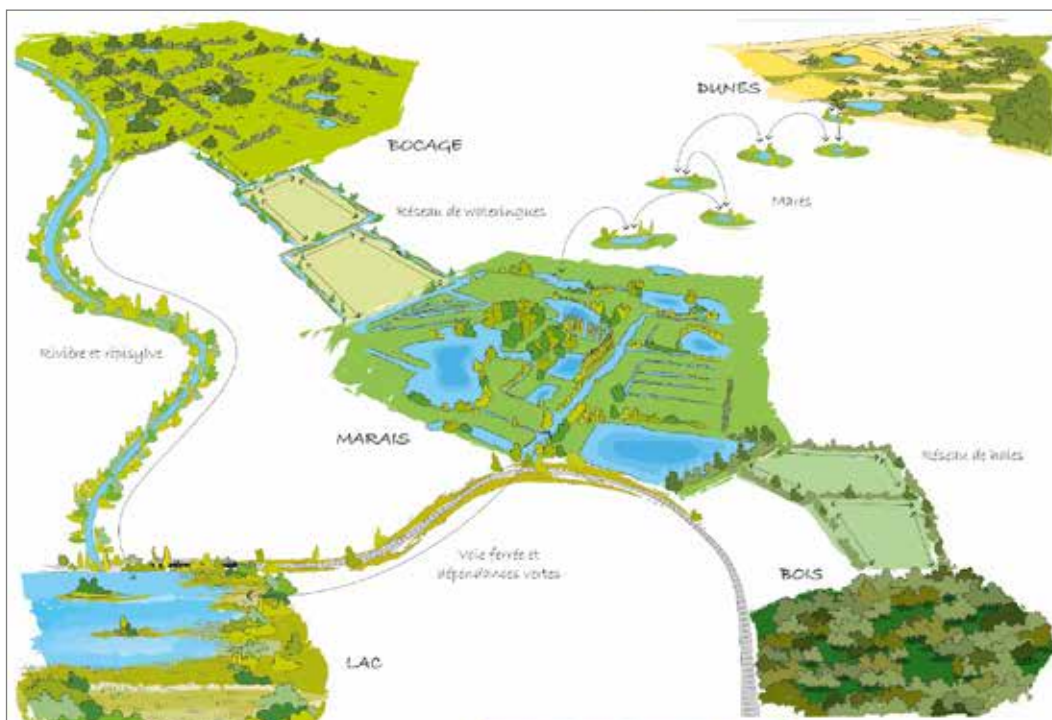 DUNES
BOCAGE
Mares
Réseau de wateringues
Rivière et ripisylve
MARAIS
Réseau de haies
Voie ferrée et
dépendances vertes
BOIS
LAC